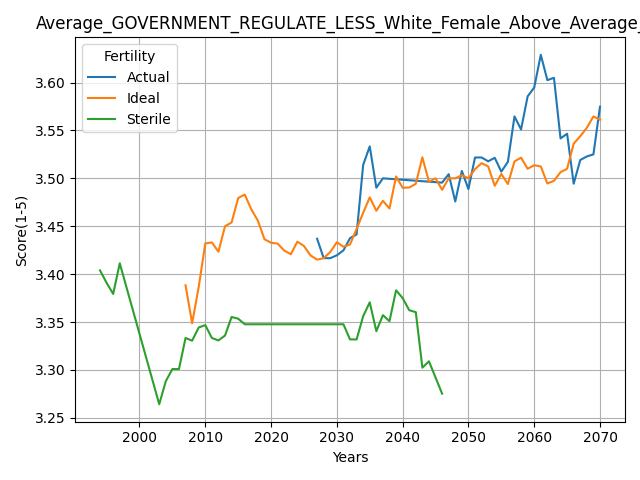 Average_GOVERNMENT_REGULATE_LESS_White_Female_Above_Average_
Fertility
Actual
Ideal
Sterile
Score(1-5)
3.60
3.55
3.50
3.45
3.40
3.35
3.30
3.25
2000 2010 2020 2030 2040 2050 2060 2070
Years